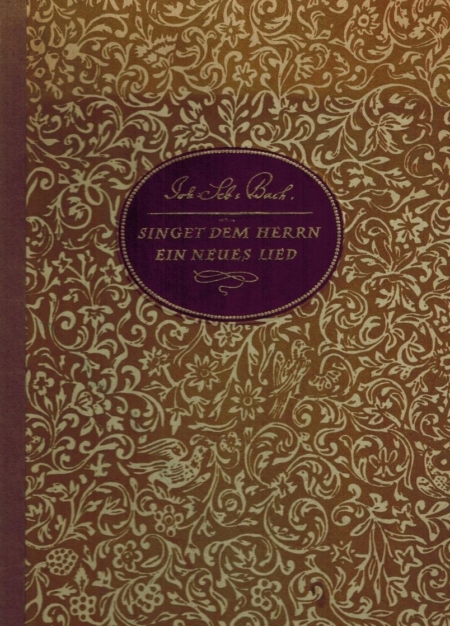 Joh. Seb. Bach.
SINGET DEM HERRN
EIN NEUES LIED